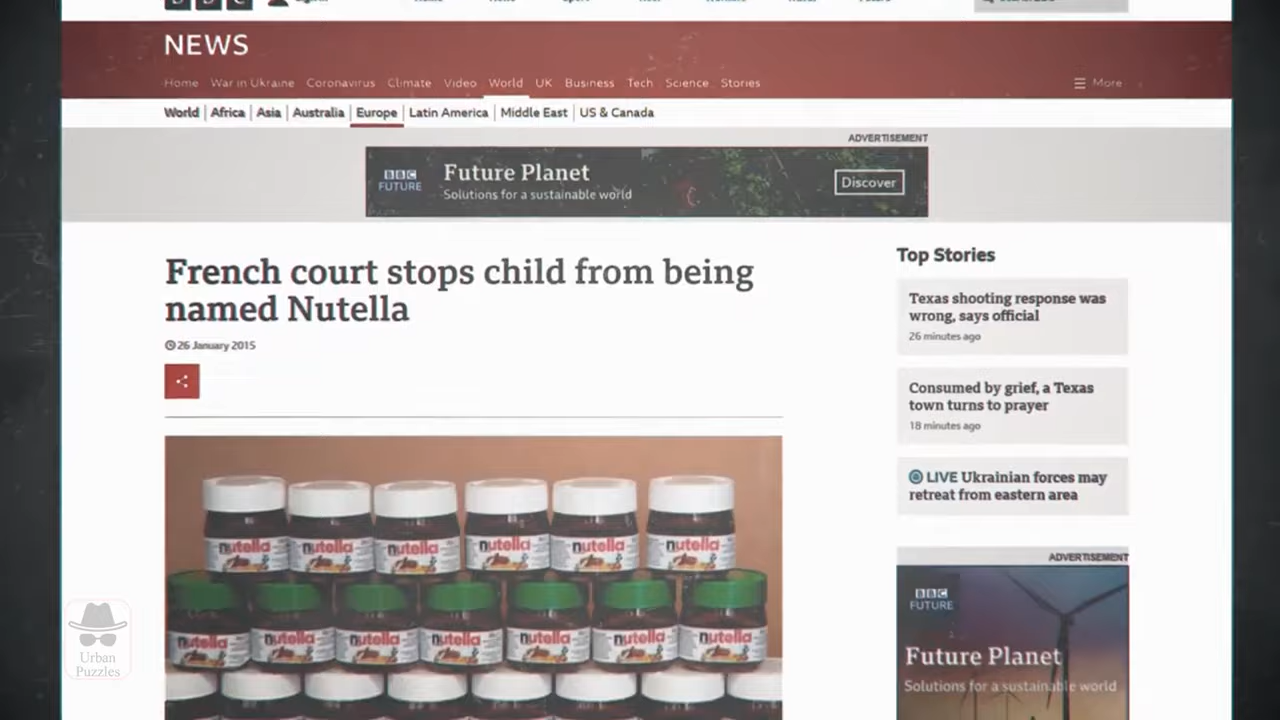 NEWS
Home War in Ukraine Coronavirus Climate Video World UK Business Tech Science Stories
More
World Africa Asia Australia Europe Latin America Middle East US & Canada
ADVERTISEMENT
BBC
FUTURE
Future Planet
Solutions for a sustainable world
Discover
French court stops child from being
named Nutella
26 January 2015
Top Stories
Texas shooting response was
wrong, says official
26 minutes ago
Consumed by grief, a Texas
town turns to prayer
18 minutes ago
LIVE Ukrainian forces may
retreat from eastern area
ADVERTISEMENT
BBC
FUTURE
Future Planet
Solutions for a sustainable world
nutella nutella nutella nutella nutella nutella
nutella nutella nutella nutella nutella nutella nutella
Urban
Puzzles